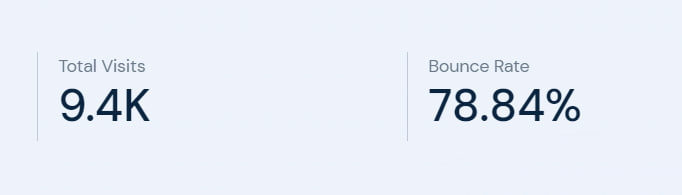 Total Visits
9.4K
Bounce Rate
78.84%